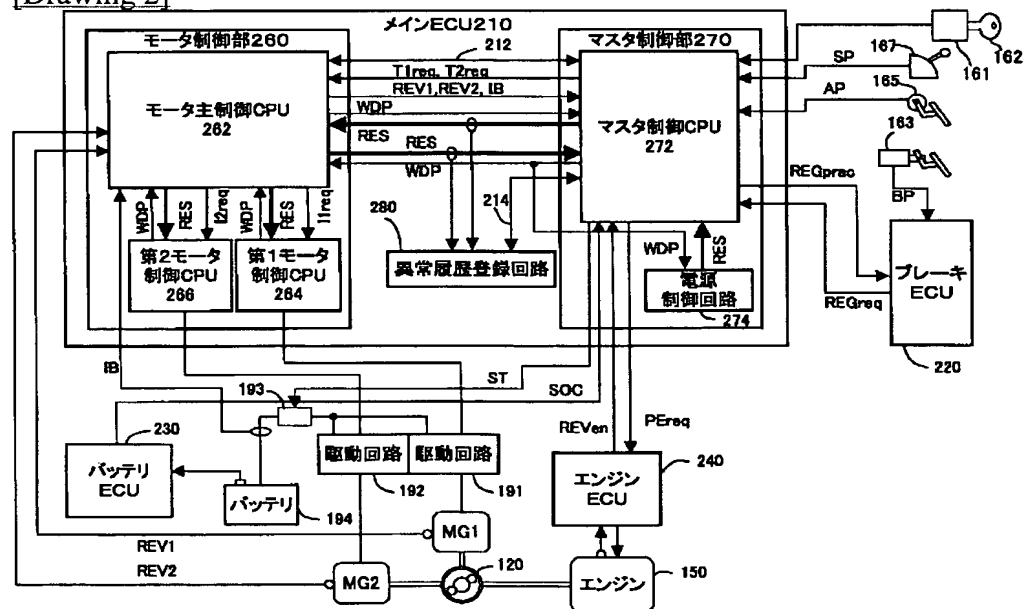 [Drawing 2]
メインECU210
モータ制御部260
マスタ制御部270
212
T1req, T2req
REV1,REV2, IB
WDP
RES
RES
WDP
モータ主制御CPU
262
マスタ制御CPU
272
SP
AP
161
162
167
165
163
BP
REGprac
REGreq
ブレーキ
ECU
220
WDP
RES
I2req
WDP
RES
I1req
第2モータ
制御CPU
266
第1モータ
制御CPU
264
280
214
異常履歴登録回路
WDP
RES
電源
制御回路
274
IB
193
ST
SOC
REVen
PEreq
230
バッテリ
ECU
駆動回路
駆動回路
192
191
バッテリ
194
240
エンジン
ECU
REV1
REV2
MG1
MG2
120
エンジン
150